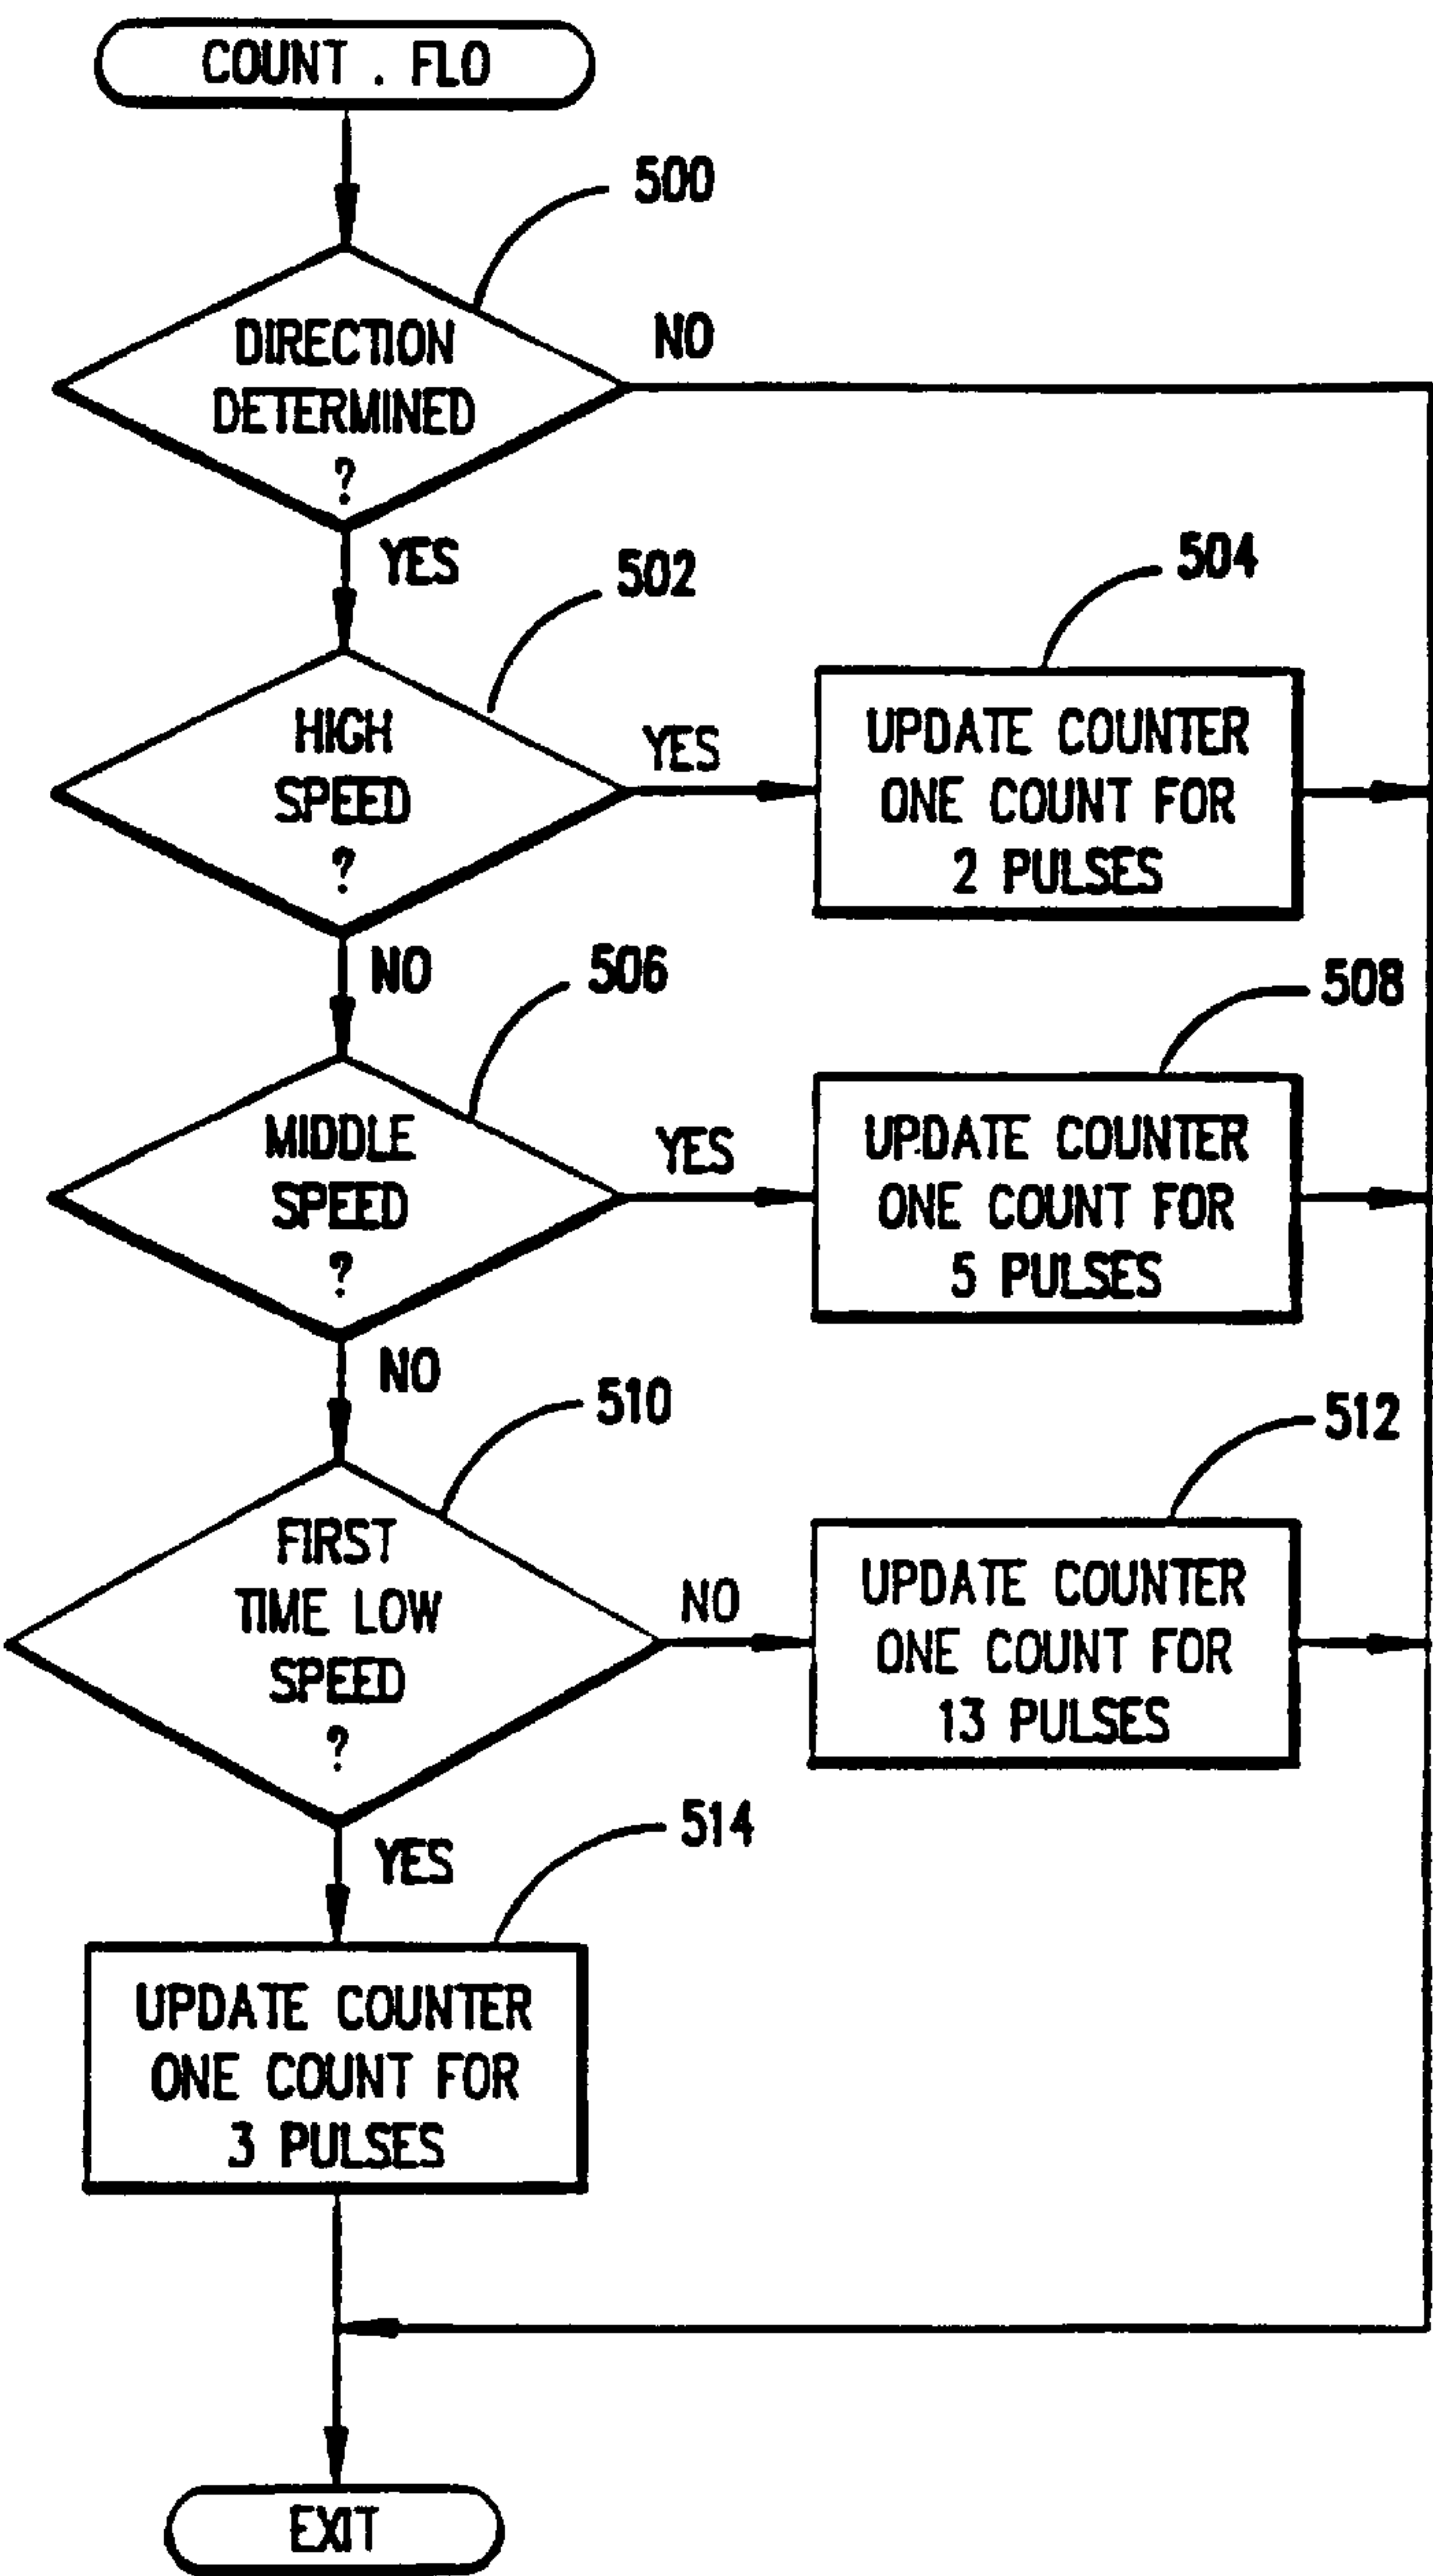 COUNT . FLO
500
DIRECTION
DETERMINED
?
NO
YES
502
HIGH
SPEED
?
YES
504
UPDATE COUNTER
ONE COUNT FOR
2 PULSES
NO
506
MIDDLE
SPEED
?
YES
508
UPDATE COUNTER
ONE COUNT FOR
5 PULSES
NO
510
FIRST
TIME LOW
SPEED
?
NO
512
UPDATE COUNTER
ONE COUNT FOR
13 PULSES
YES
514
UPDATE COUNTER
ONE COUNT FOR
3 PULSES
EXIT